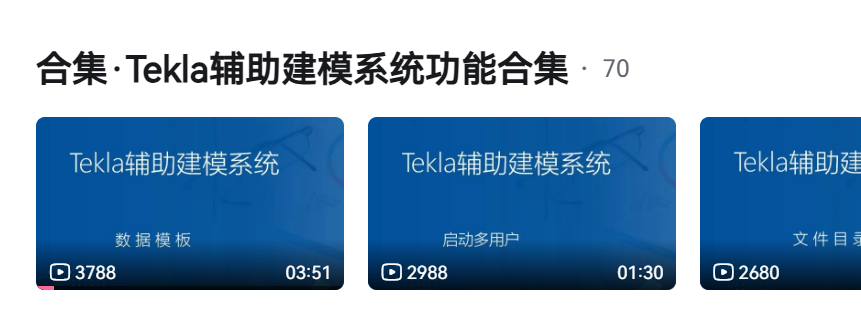 合集·Tekla辅助建模系统功能合集 · 70
Tekla辅助建模系统
数据模板
3788
03:51
Tekla辅助建模系统
启动多用户
2988
01:30
Tekla辅助建
文件目录
2680